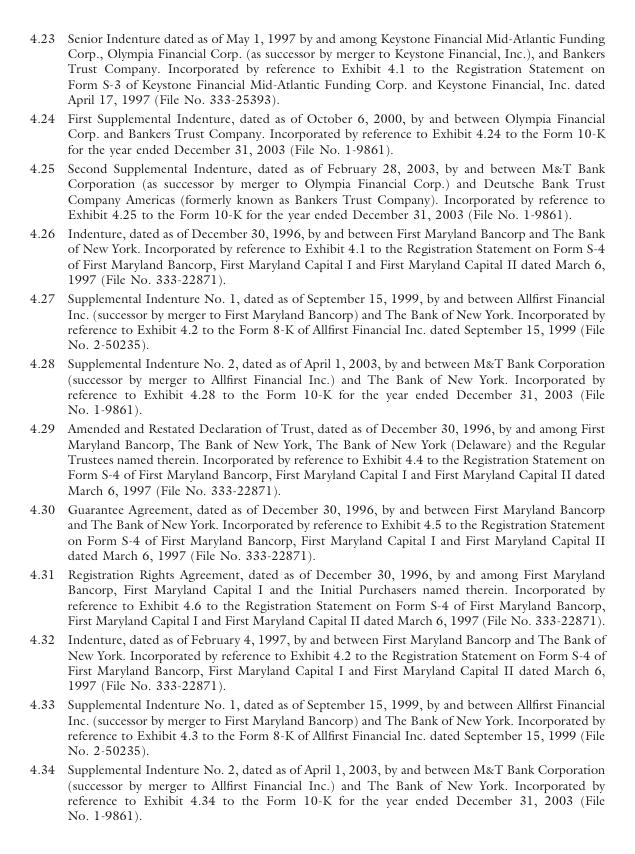 4.23 Senior Indenture dated as of May 1, 1997 by and among Keystone Financial Mid-Atlantic Funding
Corp., Olympia Financial Corp. (as successor by merger to Keystone Financial, Inc.), and Bankers
Trust Company. Incorporated by reference to Exhibit 4.1 to the Registration Statement on
Form S-3 of Keystone Financial Mid-Atlantic Funding Corp. and Keystone Financial, Inc. dated
April 17, 1997 (File No. 333-25393).
4.24 First Supplemental Indenture, dated as of October 6, 2000, by and between Olympia Financial
Corp. and Bankers Trust Company. Incorporated by reference to Exhibit 4.24 to the Form 10-K
for the year ended December 31, 2003 (File No. 1-9861).
4.25 Second Supplemental Indenture, dated as of February 28, 2003, by and between M&T Bank
Corporation (as successor by merger to Olympia Financial Corp.) and Deutsche Bank Trust
Company Americas (formerly known as Bankers Trust Company). Incorporated by reference to
Exhibit 4.25 to the Form 10-K for the year ended December 31, 2003 (File No. 1-9861).
4.26 Indenture, dated as of December 30, 1996, by and between First Maryland Bancorp and The Bank
of New York. Incorporated by reference to Exhibit 4.1 to the Registration Statement on Form S-4
of First Maryland Bancorp, First Maryland Capital I and First Maryland Capital II dated March 6,
1997 (File No. 333-22871).
4.27 Supplemental Indenture No. 1, dated as of September 15, 1999, by and between Allfirst Financial
Inc. (successor by merger to First Maryland Bancorp) and The Bank of New York. Incorporated by
reference to Exhibit 4.2 to the Form 8-K of Allfirst Financial Inc. dated September 15, 1999 (File
No. 2-50235).
4.28 Supplemental Indenture No. 2, dated as of April 1, 2003, by and between M&T Bank Corporation
(successor by merger to Allfirst Financial Inc.) and The Bank of New York. Incorporated by
reference to Exhibit 4.28 to the Form 10-K for the year ended December 31, 2003 (File
No. 1-9861).
4.29 Amended and Restated Declaration of Trust, dated as of December 30, 1996, by and among First
Maryland Bancorp, The Bank of New York, The Bank of New York (Delaware) and the Regular
Trustees named therein. Incorporated by reference to Exhibit 4.4 to the Registration Statement on
Form S-4 of First Maryland Bancorp, First Maryland Capital I and First Maryland Capital II dated
March 6, 1997 (File No. 333-22871).
4.30 Guarantee Agreement, dated as of December 30, 1996, by and between First Maryland Bancorp
and The Bank of New York. Incorporated by reference to Exhibit 4.5 to the Registration Statement
on Form S-4 of First Maryland Bancorp, First Maryland Capital I and First Maryland Capital II
dated March 6, 1997 (File No. 333-22871).
4.31 Registration Rights Agreement, dated as of December 30, 1996, by and among First Maryland
Bancorp, First Maryland Capital I and the Initial Purchasers named therein. Incorporated by
reference to Exhibit 4.6 to the Registration Statement on Form S-4 of First Maryland Bancorp,
First Maryland Capital I and First Maryland Capital II dated March 6, 1997 (File No. 333-22871).
4.32 Indenture, dated as of February 4, 1997, by and between First Maryland Bancorp and The Bank of
New York. Incorporated by reference to Exhibit 4.2 to the Registration Statement on Form S-4 of
First Maryland Bancorp, First Maryland Capital I and First Maryland Capital II dated March 6,
1997 (File No. 333-22871).
4.33 Supplemental Indenture No. 1, dated as of September 15, 1999, by and between Allfirst Financial
Inc. (successor by merger to First Maryland Bancorp) and The Bank of New York. Incorporated by
reference to Exhibit 4.3 to the Form 8-K of Allfirst Financial Inc. dated September 15, 1999 (File
No. 2-50235).
4.34 Supplemental Indenture No. 2, dated as of April 1, 2003, by and between M&T Bank Corporation
(successor by merger to Allfirst Financial Inc.) and The Bank of New York. Incorporated by
reference to Exhibit 4.34 to the Form 10-K for the year ended December 31, 2003 (File
No. 1-9861).